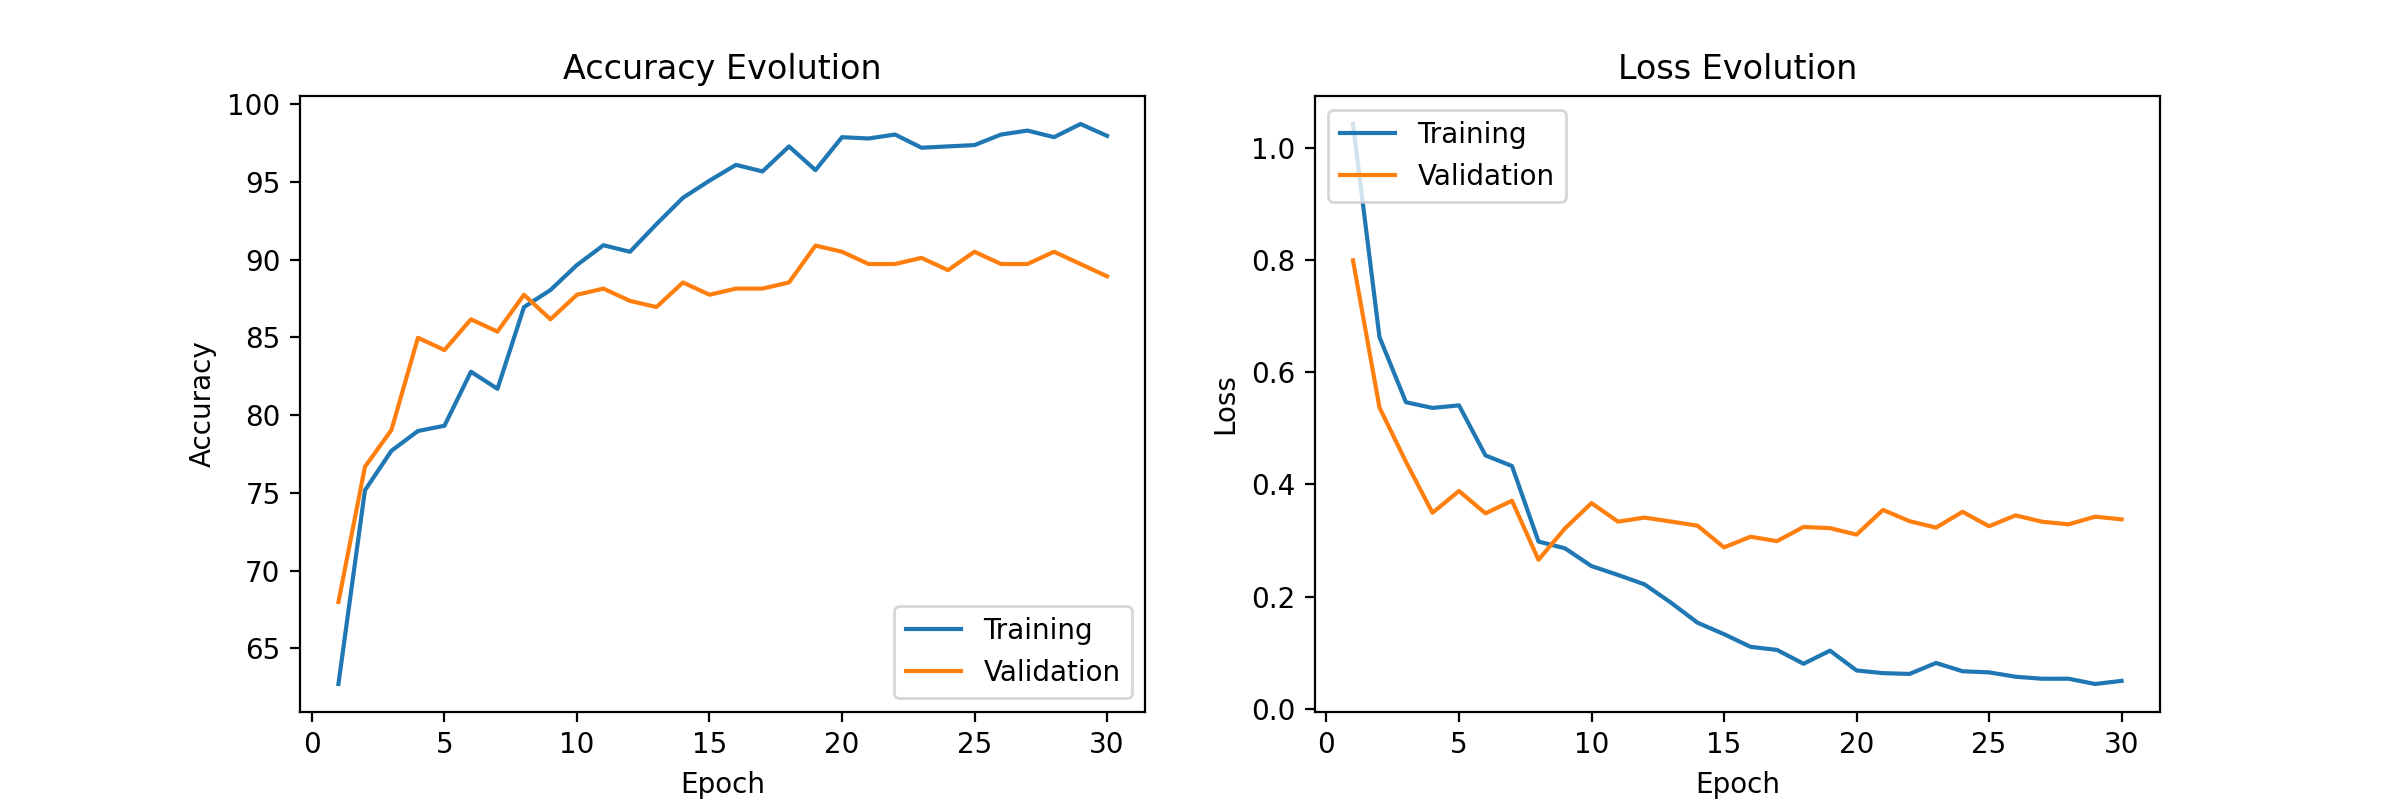 Accuracy Evolution
100
95
90
85
80
75
70
65
Accuracy
Training
Validation
0 5 10 15 20 25 30
Epoch
Loss Evolution
Training
Validation
1.0
0.8
0.6
0.4
0.2
0.0
Loss
0 5 10 15 20 25 30
Epoch